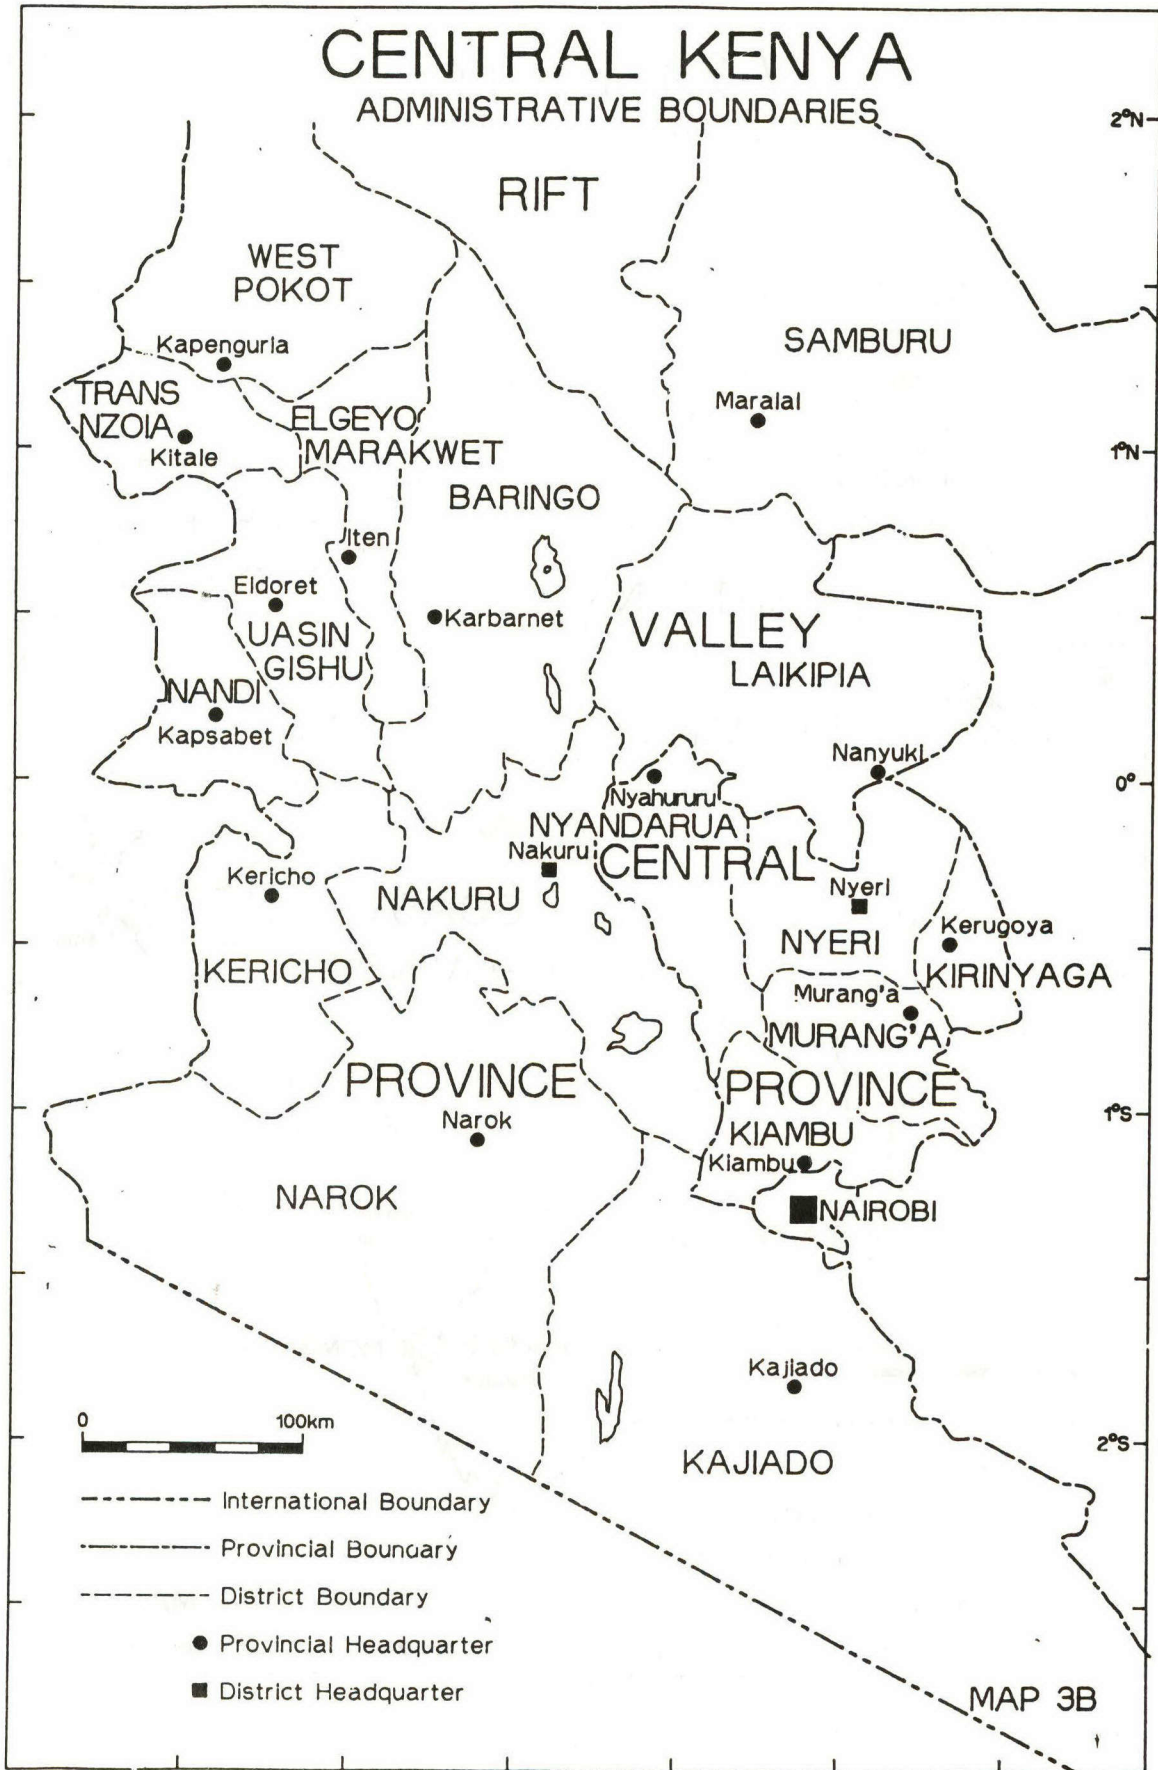 CENTRAL KENYA
ADMINISTRATIVE BOUNDARIES
2°N
RIFT
WEST
POKOT
SAMBURU
Kapenguria
TRANS
NZOIA
Kitale
ELGEYO
MARAKWET
Maralal
1°N
BARINGO
Iten
Eldoret
Karbarnet
UASIN
GISHU
VALLEY
LAIKIPIA
NANDI
Kapsabet
Nanyuki
0°
Nyahururu
NYANDARUA
Nakuru
CENTRAL
Kericho
NAKURU
Nyeri
NYERI
Kerugoya
KIRINYAGA
KERICHO
Murang'a
MURANG'A
PROVINCE
PROVINCE
Narok
1°S
KIAMBU
Kiambu
NAROK
NAIROBI
Kajiado
0 100km
2°S
KAJIADO
International Boundary
Provincial Boundary
District Boundary
Provincial Headquarter
District Headquarter
MAP 3B